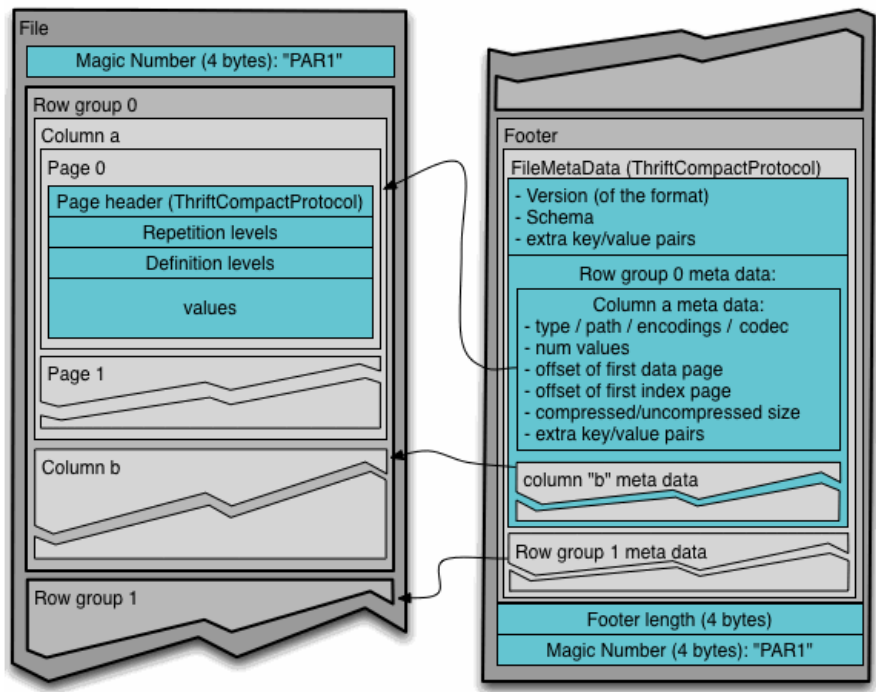 File
Magic Number (4 bytes): "PAR1"
Row group 0
Column a
Page 0
Page header (ThriftCompactProtocol)
Repetition levels
Definition levels
values
Page 1
Column b
Row group 1
Footer
FileMetaData (ThriftCompactProtocol)
- Version (of the format)
- Schema
- extra key/value pairs
Row group 0 meta data:
Column a meta data:
- type / path / encodings / codec
- num values
- offset of first data page
- offset of first index page
- compressed/uncompressed size
- extra key/value pairs
column "b" meta data
Row group 1 meta data
Footer length (4 bytes)
Magic Number (4 bytes): "PAR1"